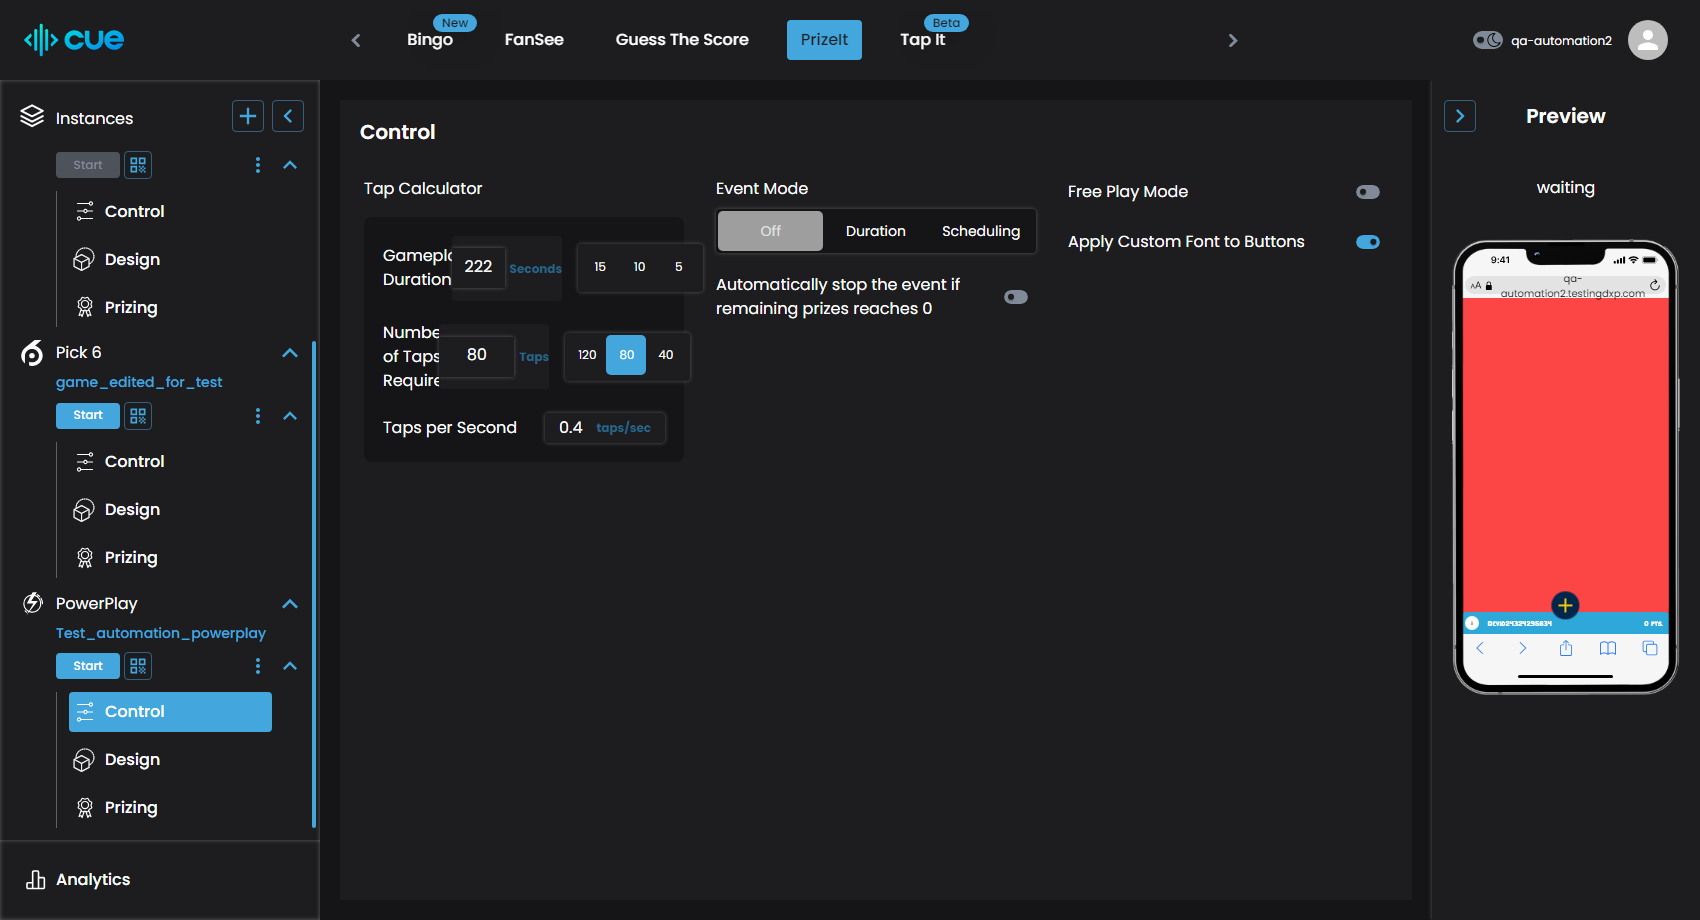 cue
Bingo
New
FanSee
Guess The Score
PrizeIt
Tap It
Beta
qa-automation2
Instances
Start
Control
Design
Prizing
Pick 6
game_edited_for_test
Start
Control
Design
Prizing
PowerPlay
Test_automation_powerplay
Start
Control
Design
Prizing
Analytics
Control
Tap Calculator
Gamepla
Duration
222
Seconds
15 10 5
Numbe
of Taps
Require
80
Taps
120 80 40
Taps per Second
0.4
taps/sec
Event Mode
Off Duration Scheduling
Automatically stop the event if
remaining prizes reaches 0
Free Play Mode
Apply Custom Font to Buttons
Preview
waiting
9:41
AA
qa-
automation2.testingdxp.com
0 PTS.